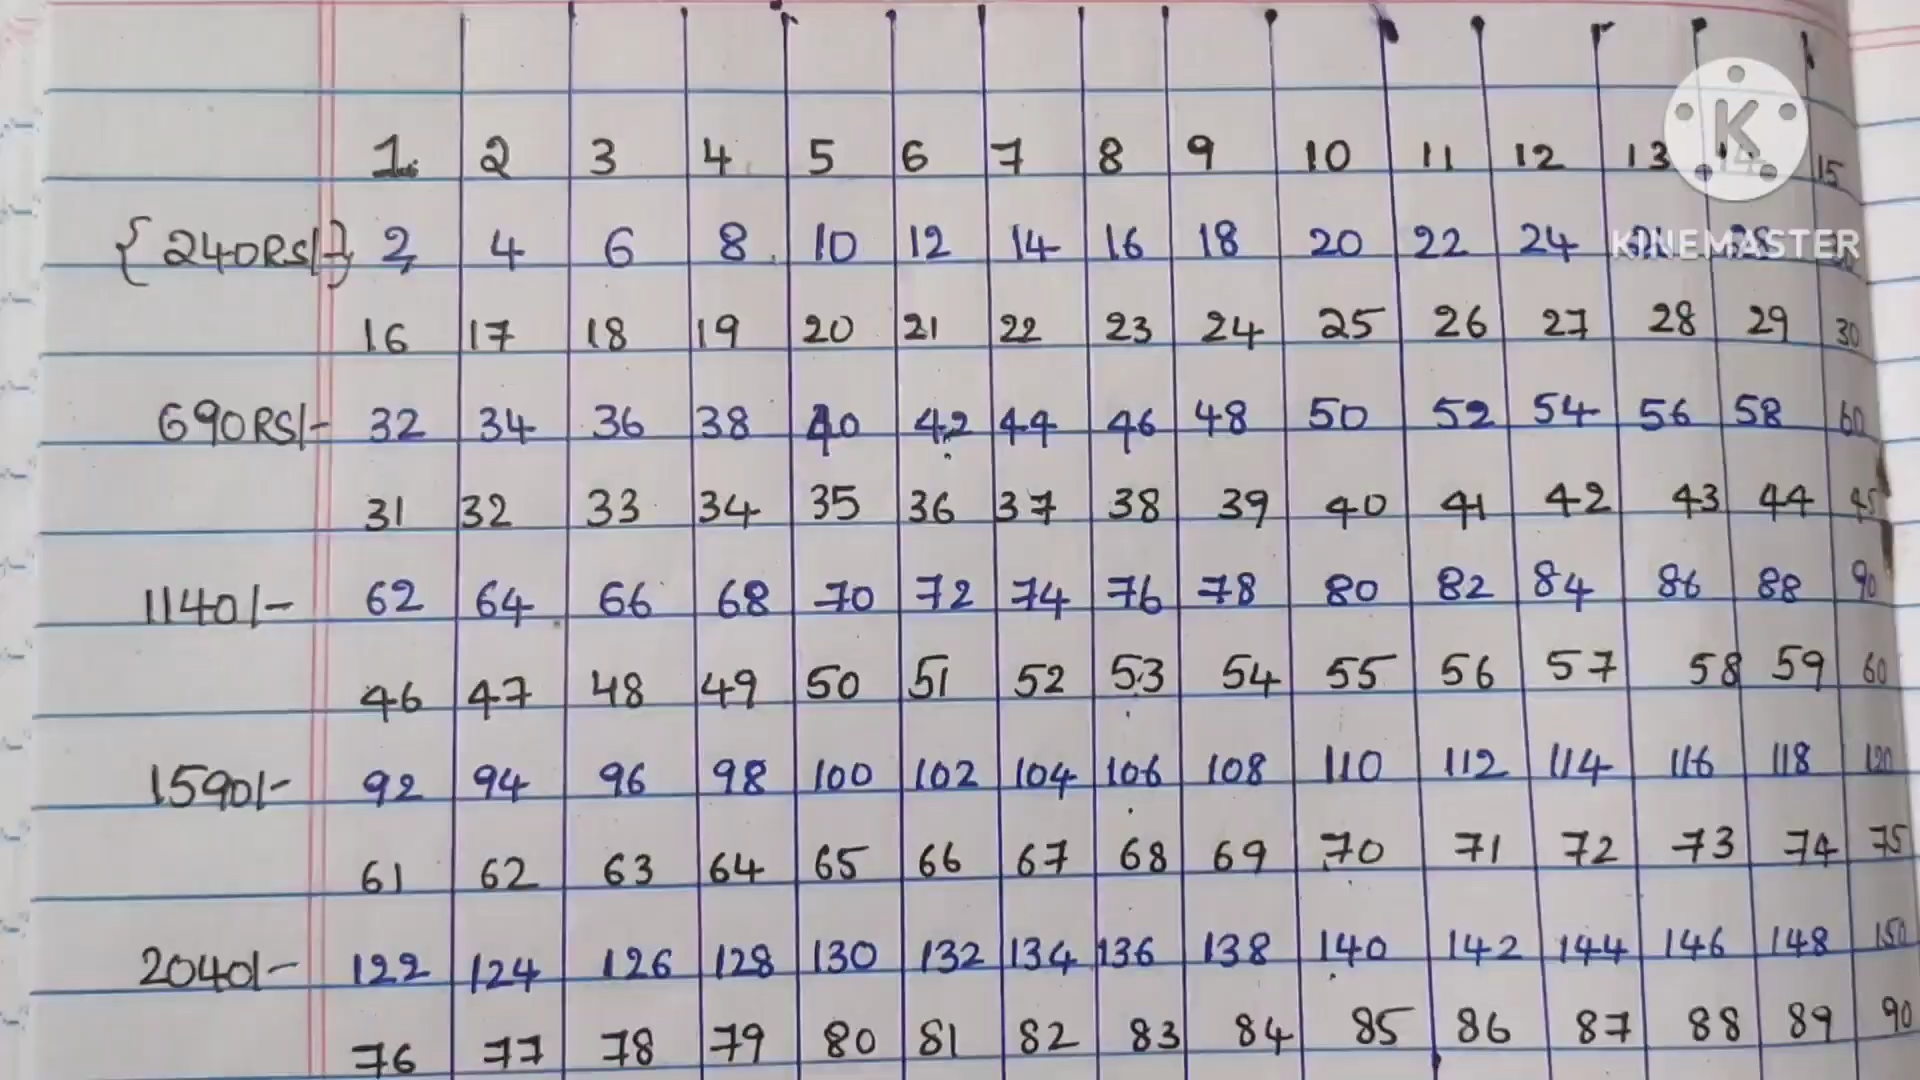 1 2 3 4 5 6 7 8 9 10 11 12 13 14 15
{240RS/-} 2 4 6 8 10 12 14 16 18 20 22 24 28
KINEMASTER
16 17 18 19 20 21 22 23 24 25 26 27 28 29 30
690RS/- 32 34 36 38 40 42 44 46 48 50 52 54 56 58 60
31 32 33 34 35 36 37 38 39 40 41 42 43 44 45
1140/- 62 64 66 68 70 72 74 76 78 80 82 84 86 88 90
46 47 48 49 50 51 52 53 54 55 56 57 58 59 60
1590/- 92 94 96 98 100 102 104 106 108 110 112 114 116 118 120
61 62 63 64 65 66 67 68 69 70 71 72 73 74 75
2040/- 122 124 126 128 130 132 134 136 138 140 142 144 146 148 150
76 77 78 79 80 81 82 83 84 85 86 87 88 89 90